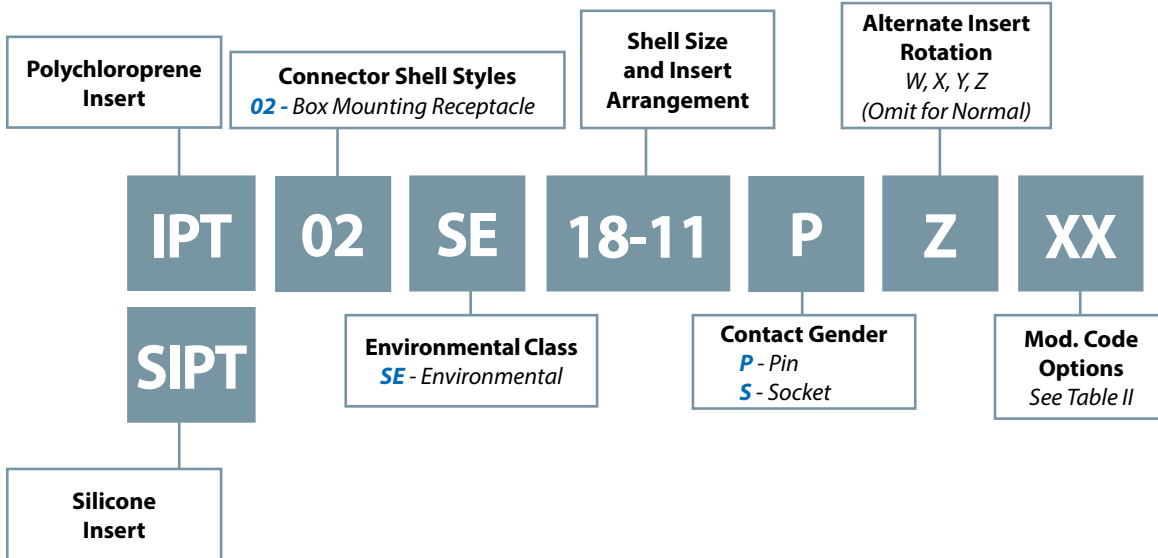 Polychloroprene
Insert
Connector Shell Styles
02 - Box Mounting Receptacle
Shell Size
and Insert
Arrangement
Alternate Insert
Rotation
W, X, Y, Z
(Omit for Normal)
IPT 02 SE 18-11 P Z XX
SIPT
Environmental Class
SE - Environmental
Contact Gender
P - Pin
S - Socket
Mod. Code
Options
See Table II
Silicone
Insert